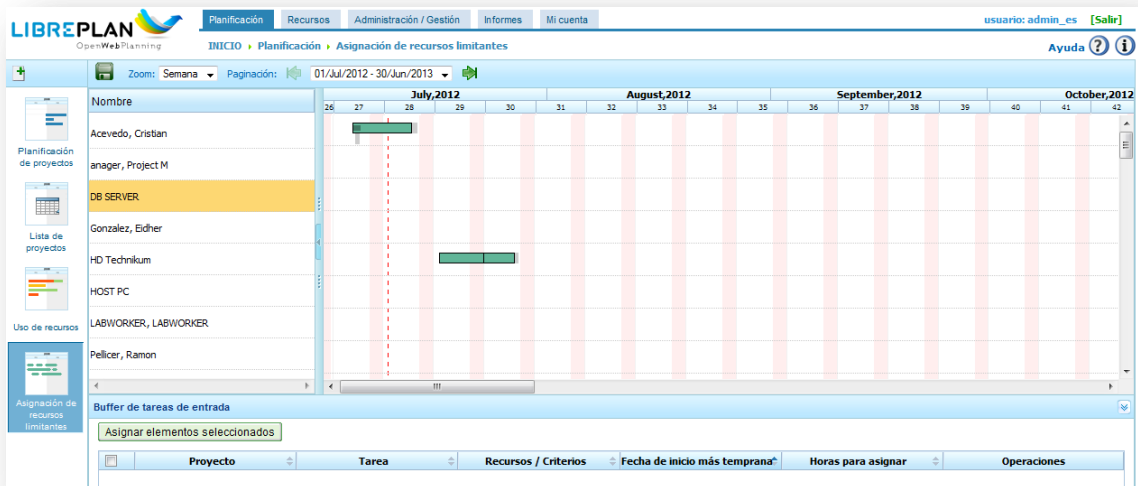 LIBREPLAN
OpenWebPlanning
Planificación Recursos Administración / Gestión Informes Mi cuenta
usuario: admin_es [Salir]
INICIO Planificación Asignación de recursos limitantes
Ayuda ? i
Zoom: Semana Paginación: 01/Jul/2012 - 30/Jun/2013
Nombre
July,2012 August,2012 September,2012 October,2012
26 27 28 29 30 31 32 33 34 35 36 37 38 39 40 41 42
Acevedo, Cristian
anager, Project M
DB SERVER
Gonzalez, Eidher
HD Technikum
HOST PC
LABWORKER, LABWORKER
Pellicer, Ramon
Planificación
de proyectos
Lista de
proyectos
Uso de recursos
Asignación de
recursos
limitantes
Buffer de tareas de entrada
Asignar elementos seleccionados
Proyecto Tarea Recursos / Criterios Fecha de inicio más temprana Horas para asignar Operaciones